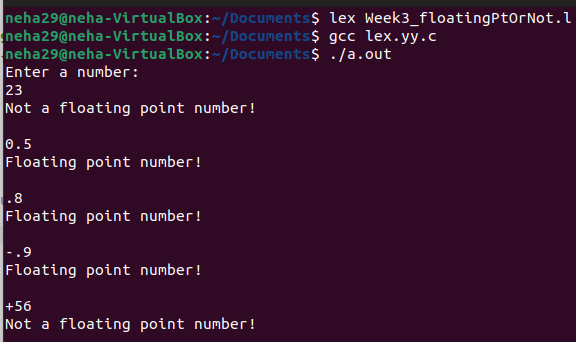 neha29@neha-VirtualBox:~/Documents$ lex Week3_floatingPtOrNot.l
neha29@neha-VirtualBox:~/Documents$ gcc lex.yy.c
neha29@neha-VirtualBox:~/Documents$ ./a.out
Enter a number:
23
Not a floating point number!
0.5
Floating point number!
.8
Floating point number!
-.9
Floating point number!
+56
Not a floating point number!